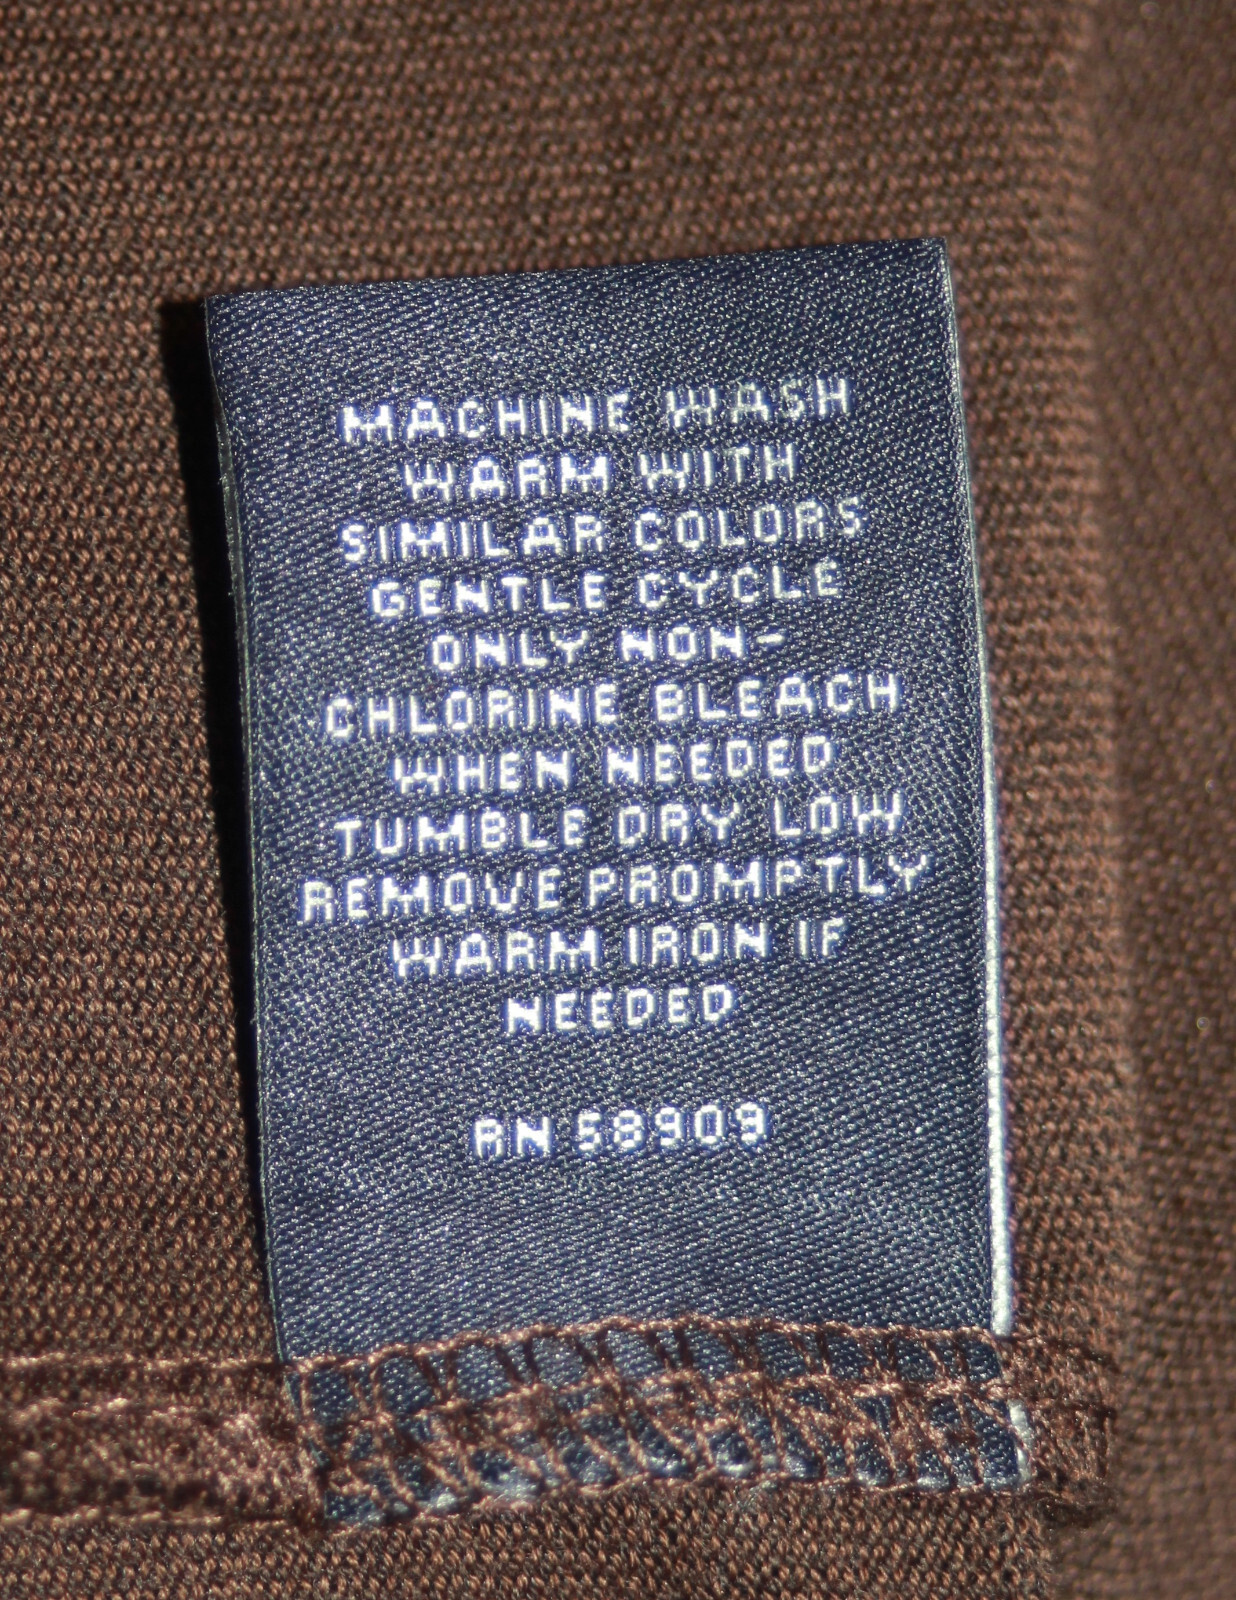 MACHINE WASH
WARM WITH
SIMILAR COLORS
GENTLE CYCLE
ONLY NON-
CHLORINE BLEACH
WHEN NEEDED
TUMBLE DRY LOW
REMOVE PROMPTLY
WARM IRON IF
NEEDED
RN 58909